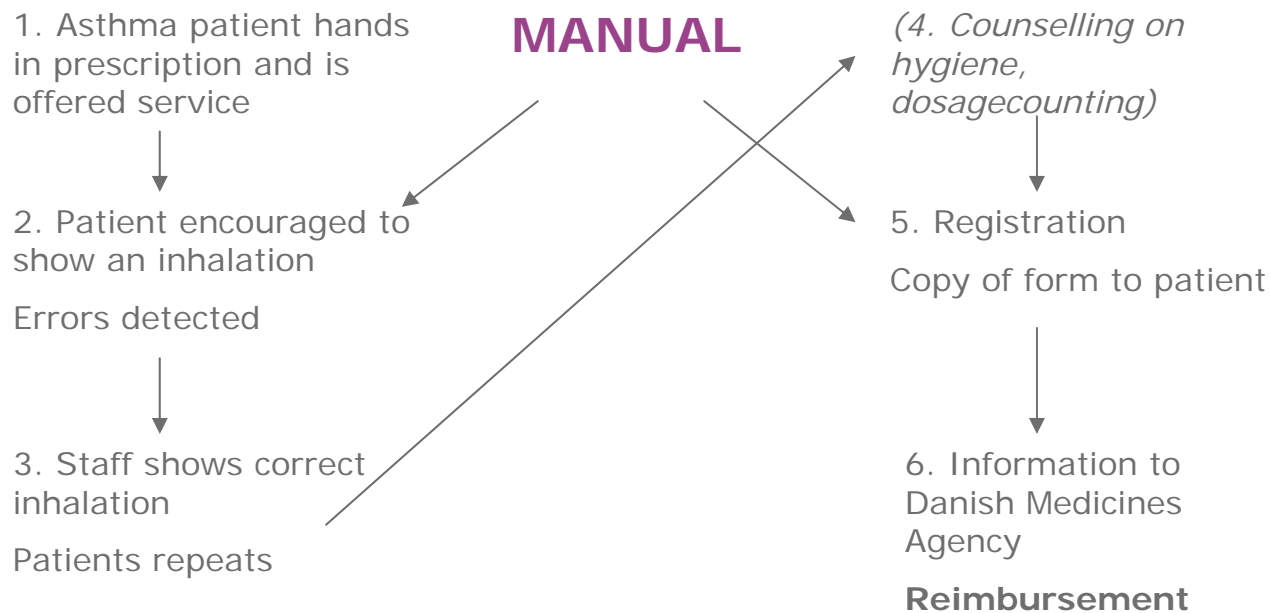 1. Asthma patient hands
in prescription and is
offered service
2. Patient encouraged to
show an inhalation
Errors detected
3. Staff shows correct
inhalation
Patients repeats
MANUAL
(4. Counselling on
hygiene,
dosagecounting)
5. Registration
Copy of form to patient
6. Information to
Danish Medicines
Agency
Reimbursement